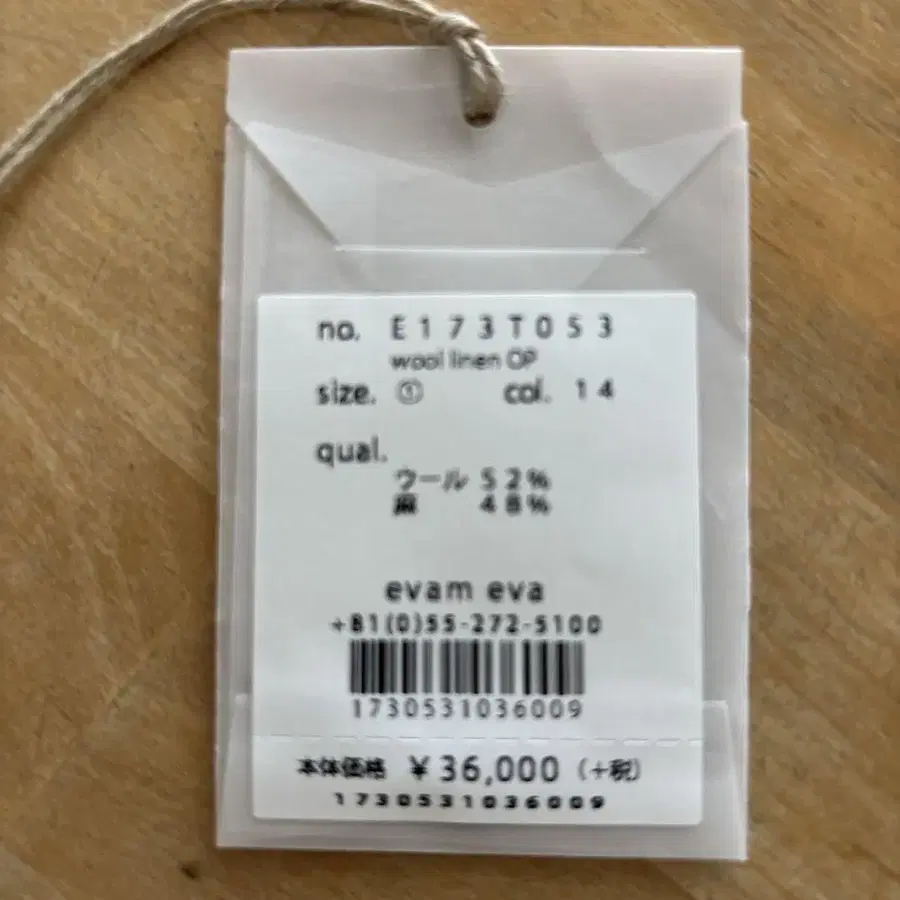 no. E173T053
wool linen OP
size. ① col. 14
qual.
ウール 52%
麻 48%
evam eva
+81(0)55-272-5100
1730531036009
本体価格 ¥36,000 (+税)
1730531036009